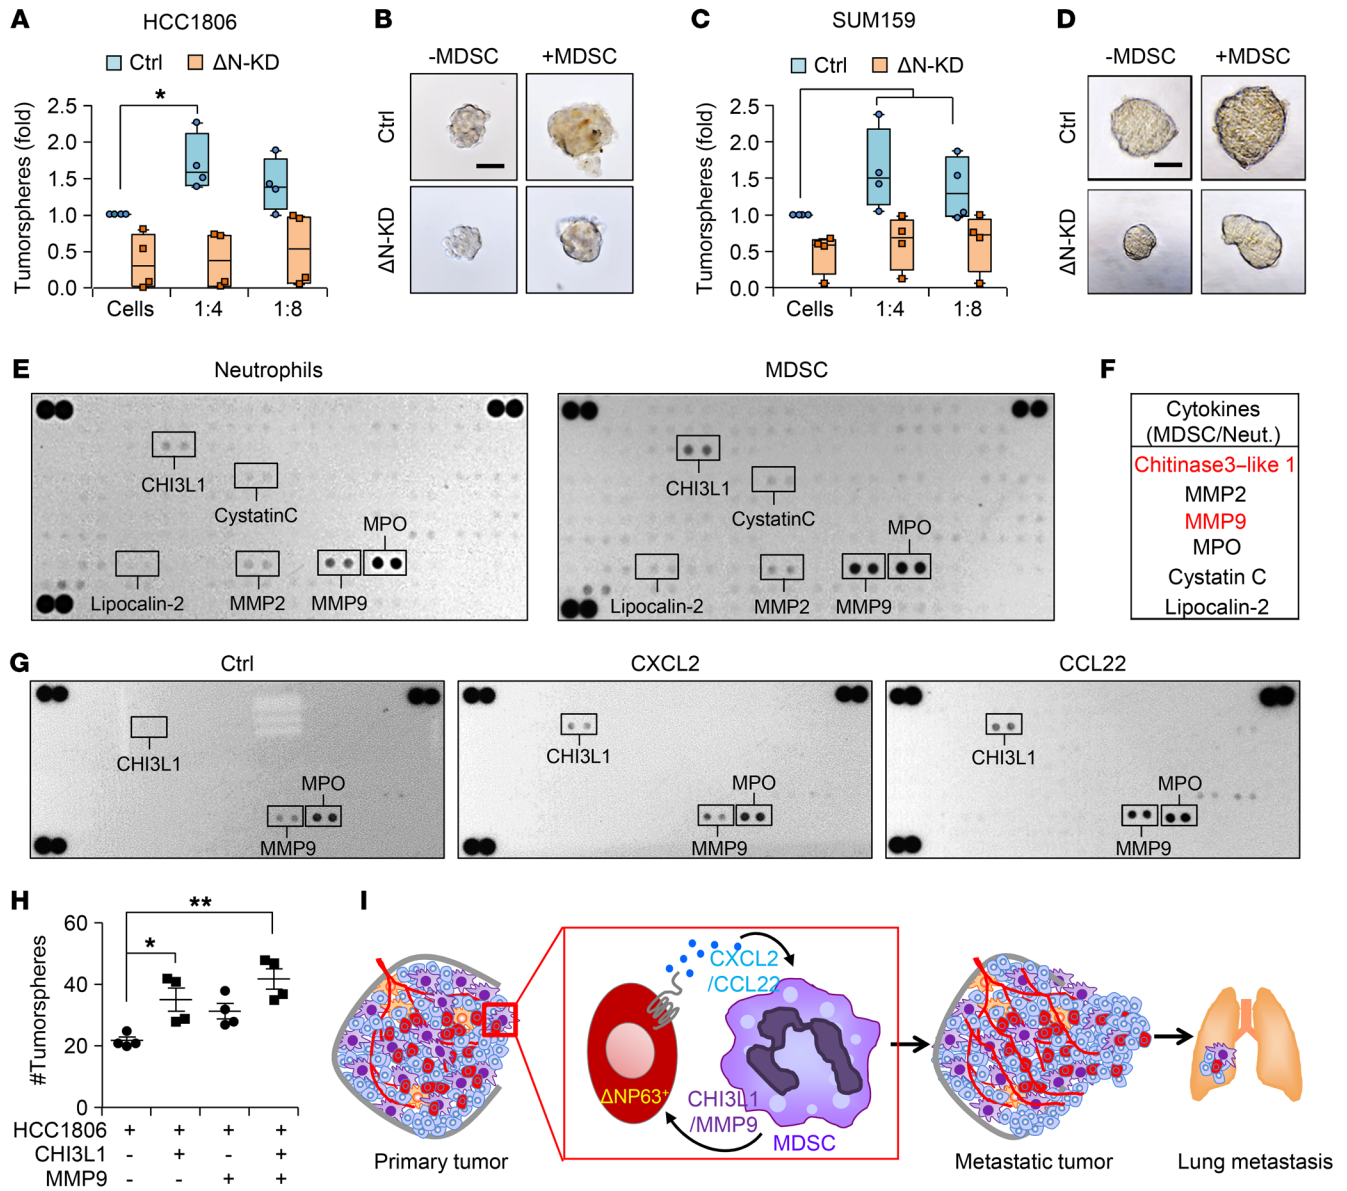 A
HCC1806
Ctrl
ΔN-KD
*
Tumorspheres (fold)
2.5
2.0
1.5
1.0
0.5
0.0
Cells
1:4
1:8
B
-MDSC
+MDSC
Ctrl
ΔN-KD
C
SUM159
Ctrl
ΔN-KD
Tumorspheres (fold)
2.5
2.0
1.5
1.0
0.5
0.0
Cells
1:4
1:8
D
-MDSC
+MDSC
Ctrl
ΔN-KD
E
Neutrophils
CHI3L1
CystatinC
MPO
Lipocalin-2
MMP2
MMP9
MDSC
CHI3L1
CystatinC
MPO
Lipocalin-2
MMP2
MMP9
F
Cytokines
(MDSC/Neut.)
Chitinase3–like 1
MMP2
MMP9
MPO
Cystatin C
Lipocalin-2
G
Ctrl
CHI3L1
MPO
MMP9
CXCL2
CHI3L1
MPO
MMP9
CCL22
CHI3L1
MPO
MMP9
H
**
*
#Tumorspheres
60
40
20
0
HCC1806 + + + +
CHI3L1 - + - +
MMP9 - - + +
I
CXCL2
/CCL22
ΔNP63+
CHI3L1
/MMP9
MDSC
Primary tumor
Metastatic tumor
Lung metastasis